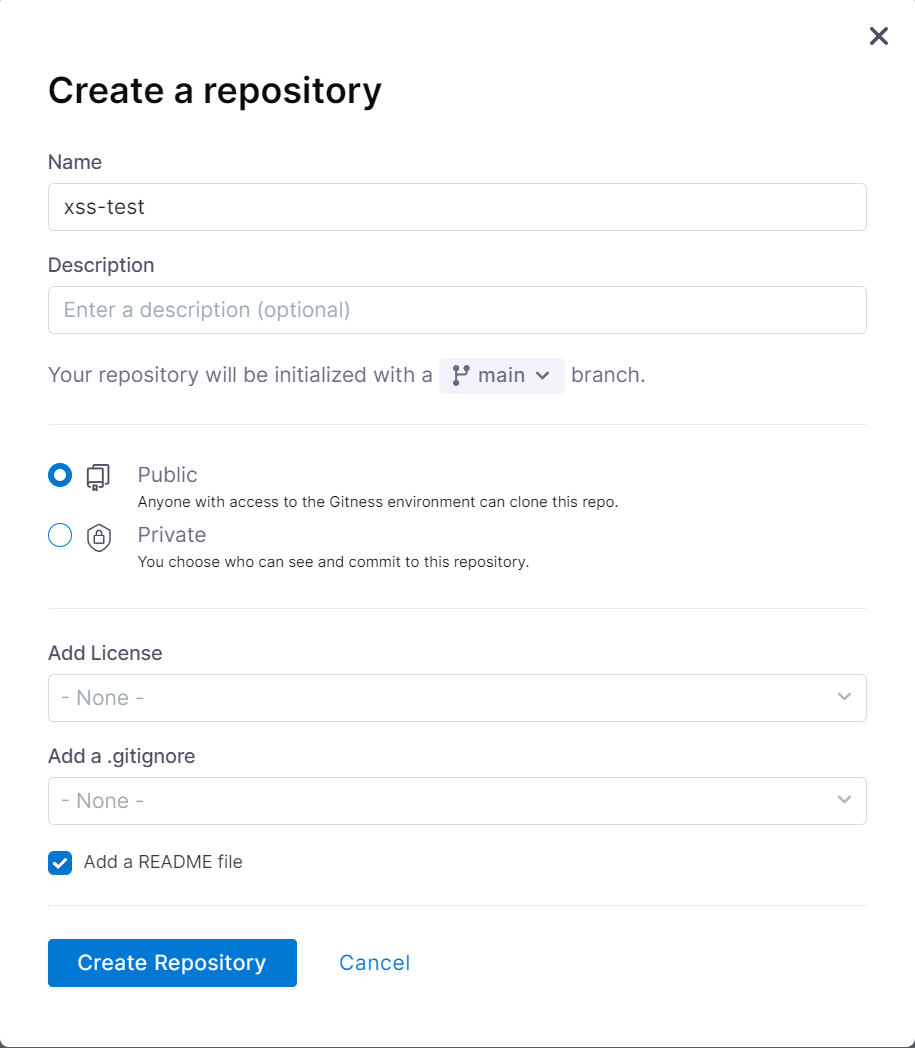 Create a repository
Name
xss-test
Description
Enter a description (optional)
Your repository will be initialized with a main branch.
Public
Anyone with access to the Gitness environment can clone this repo.
Private
You choose who can see and commit to this repository.
Add License
- None -
Add a .gitignore
- None -
Add a README file
Create Repository Cancel